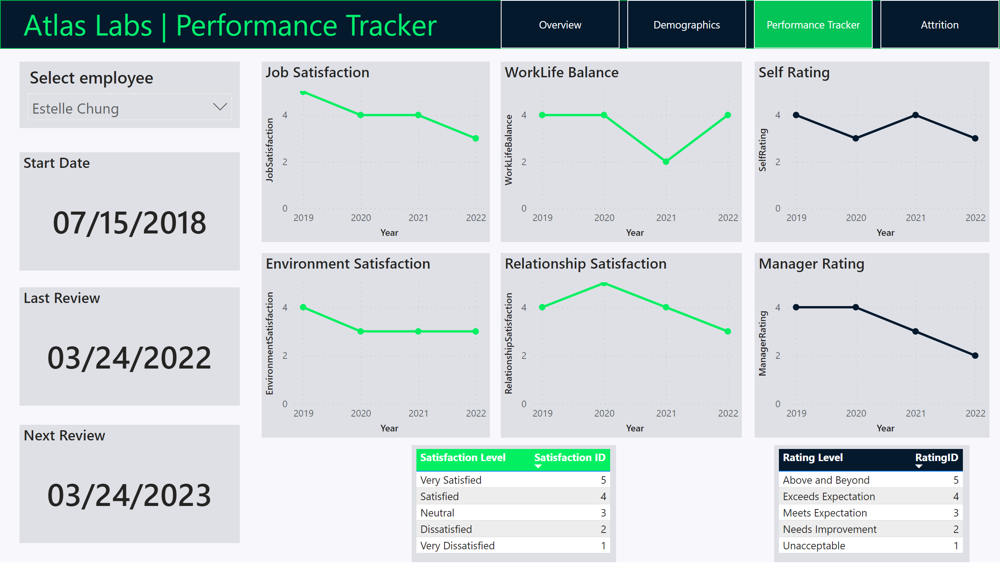 Atlas Labs | Performance Tracker
Overview
Demographics
Performance Tracker
Attrition
Select employee
Estelle Chung
Start Date
07/15/2018
Last Review
03/24/2022
Next Review
03/24/2023
Job Satisfaction
JobSatisfaction
4
2
0
2019 2020 2021 2022
Year
WorkLife Balance
WorkLifeBalance
4
2
0
2019 2020 2021 2022
Year
Self Rating
SelfRating
4
2
0
2019 2020 2021 2022
Year
Environment Satisfaction
EnvironmentSatisfaction
4
2
0
2019 2020 2021 2022
Year
Relationship Satisfaction
RelationshipSatisfaction
4
2
0
2019 2020 2021 2022
Year
Manager Rating
ManagerRating
4
2
0
2019 2020 2021 2022
Year
Satisfaction Level Satisfaction ID
Very Satisfied 5
Satisfied 4
Neutral 3
Dissatisfied 2
Very Dissatisfied 1
Rating Level RatingID
Above and Beyond 5
Exceeds Expectation 4
Meets Expectation 3
Needs Improvement 2
Unacceptable 1